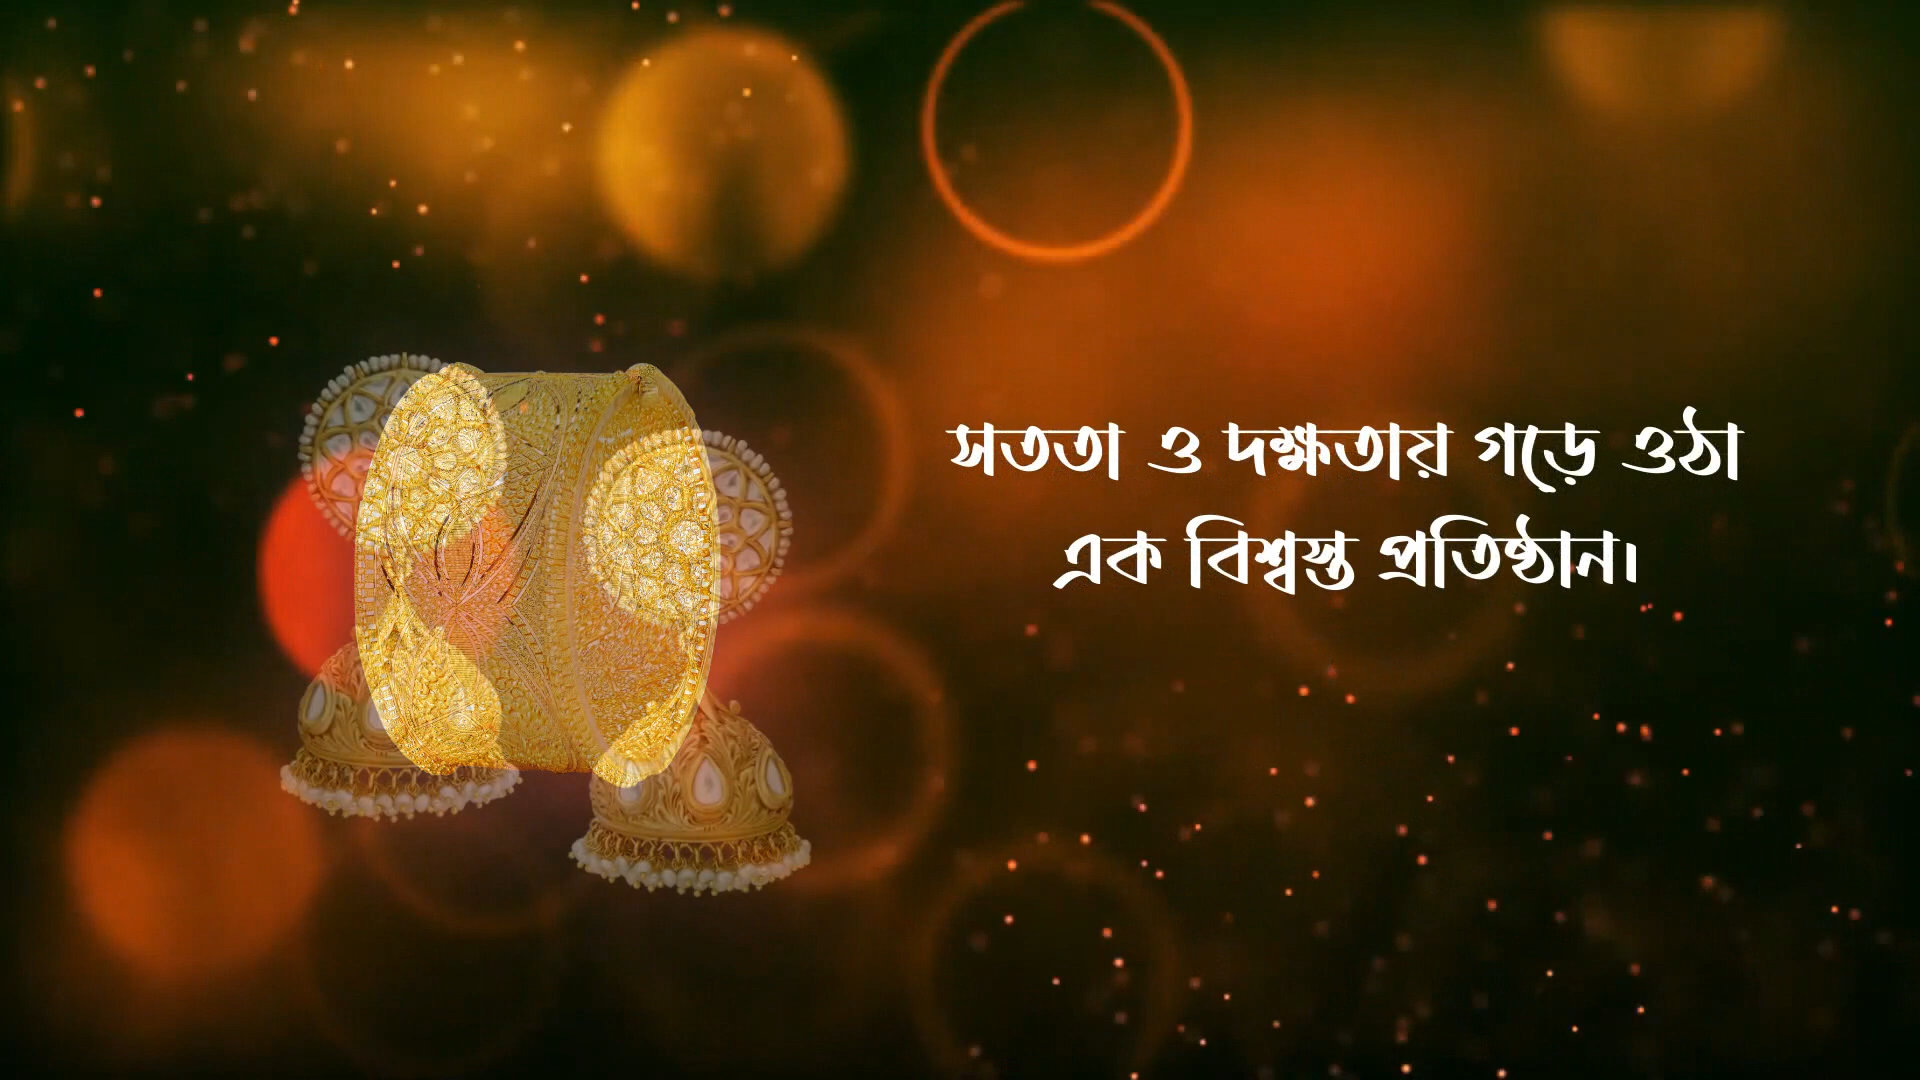 সততা ও দক্ষতায় গড়ে ওঠা
এক বিশ্বস্ত প্রতিষ্ঠান।